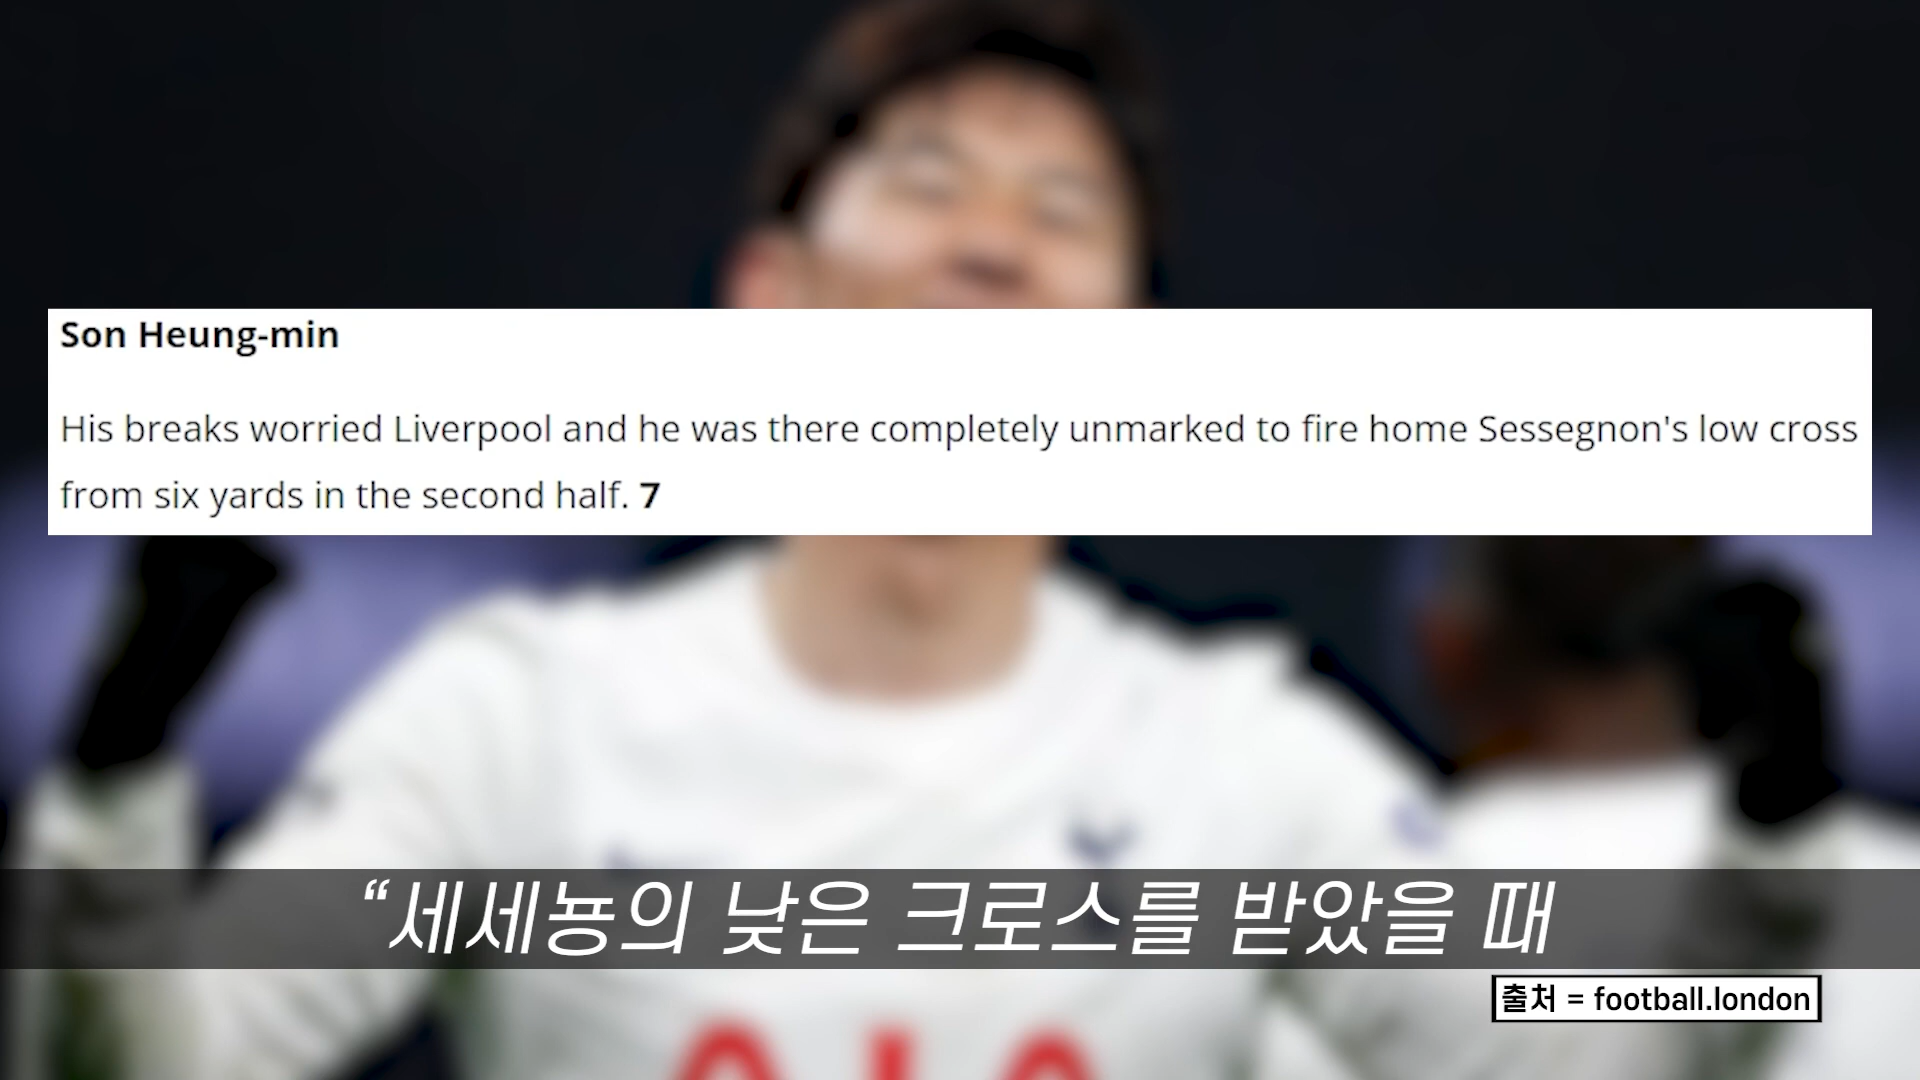 Son Heung-min
His breaks worried Liverpool and he was there completely unmarked to fire home Sessegnon's low cross
from six yards in the second half. 7
“세세뇽의 낮은 크로스를 받았을 때
출처 = football.london